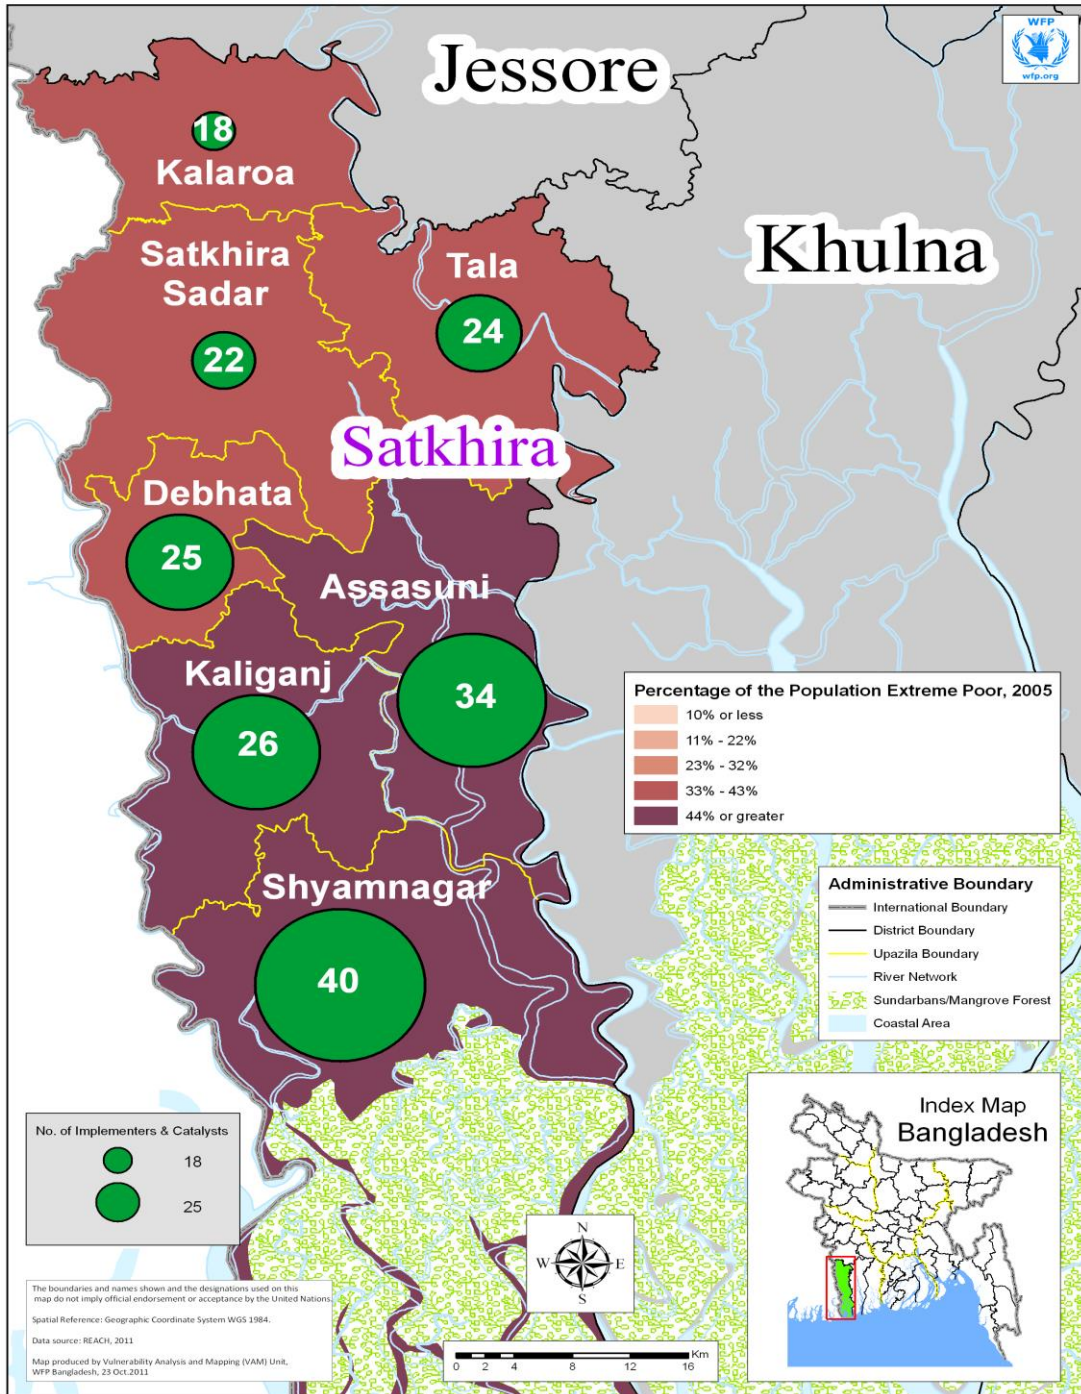 WFP
wfp.org
Jessore
18
Kalaroa
Khulna
Satkhira
Sadar
22
Tala
24
Satkhira
Debhata
25
Assasuni
34
Kaliganj
26
Shyamnagar
40
Percentage of the Population Extreme Poor, 2005
10% or less
11% - 22%
23% - 32%
33% - 43%
44% or greater
Administrative Boundary
International Boundary
District Boundary
Upazila Boundary
River Network
Sundarbans/Mangrove Forest
Coastal Area
No. of Implementers & Catalysts
18
25
Index Map
Bangladesh
N
W E
S
Km
0 2 4 8 12 16
The boundaries and names shown and the designations used on this
map do not imply official endorsement or acceptance by the United Nations.
Spatial Reference: Geographic Coordinate System WGS 1984.
Data source: REACH, 2011
Map produced by Vulnerability Analysis and Mapping (VAM) Unit,
WFP Bangladesh, 23 Oct.2011